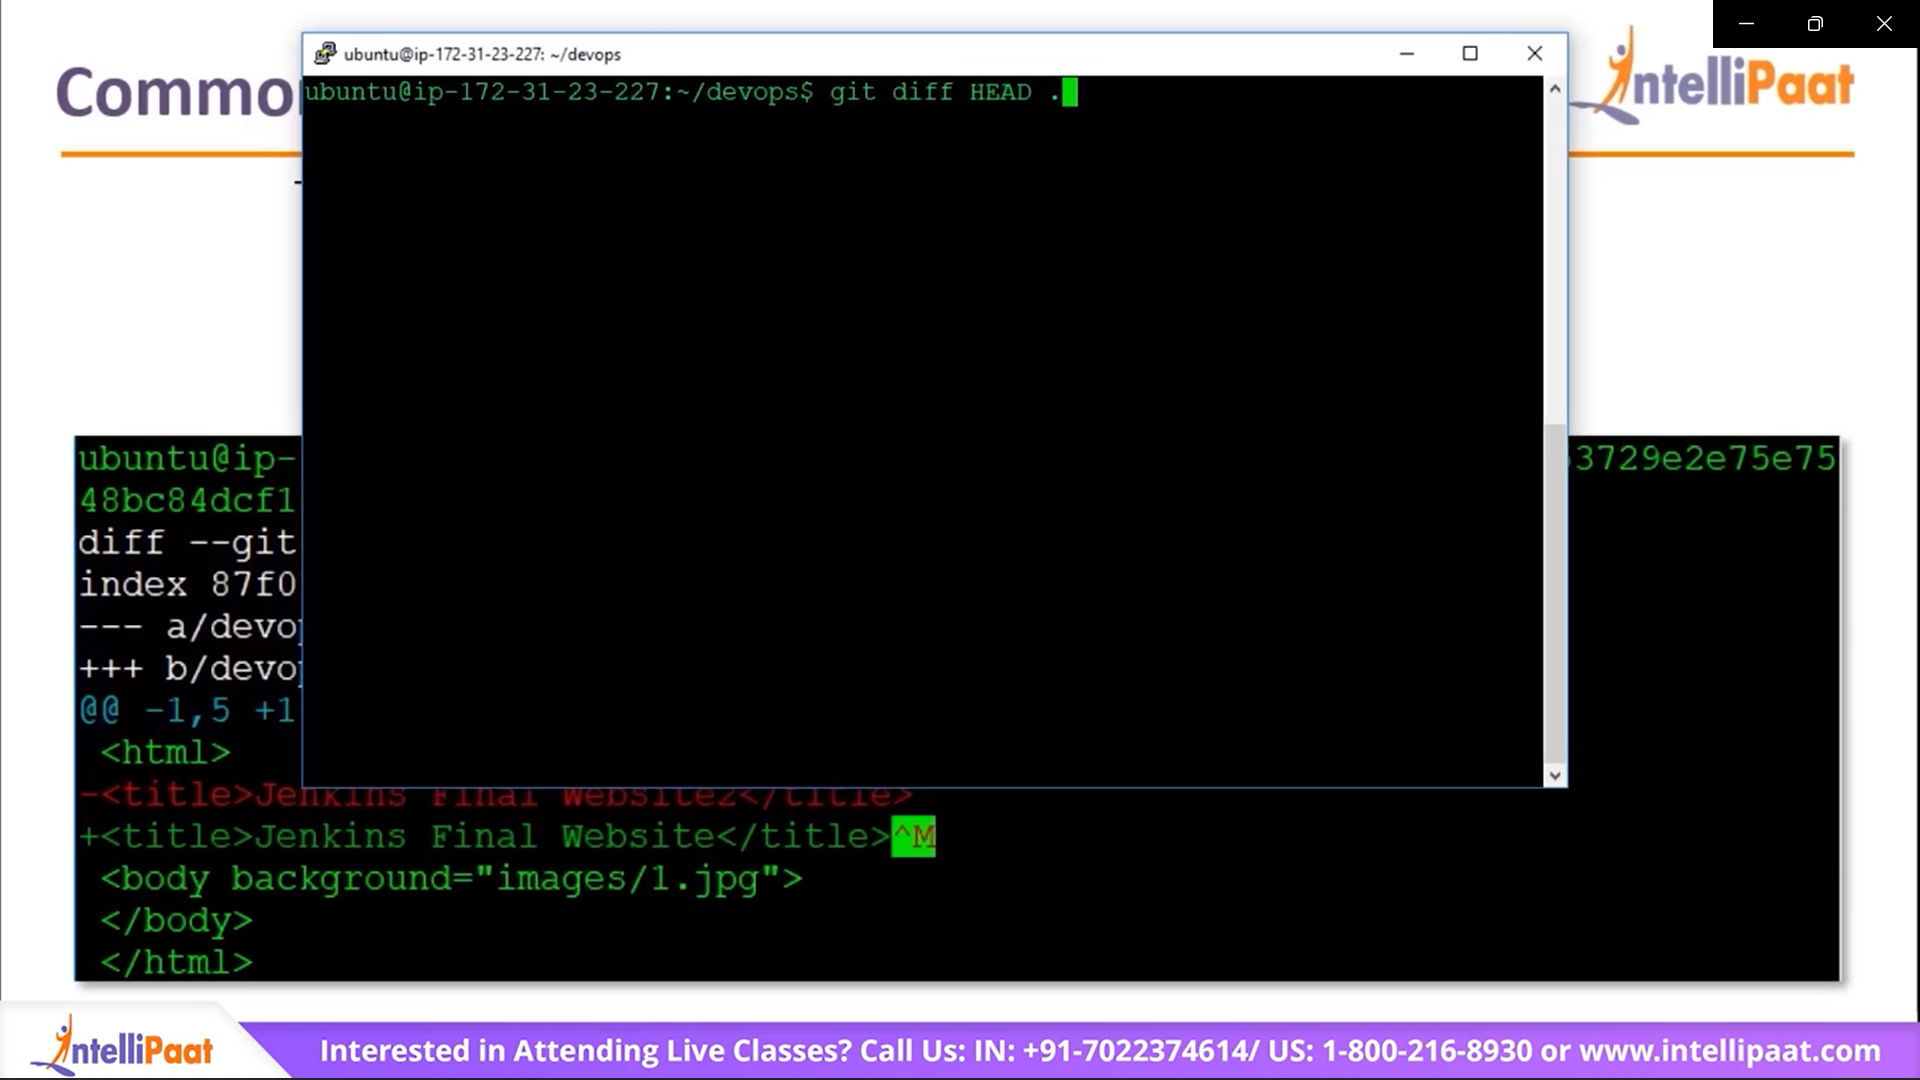 Commo
ubuntu@ip-172-31-23-227: ~/devops
IntelliPaat
ubuntu@ip-172-31-23-227:~/devops$ git diff HEAD .
ubuntu@ip-
3729e2e75e75
48bc84dcf1
diff --git
index 87f0
--- a/devop
+++ b/devop
@@ -1,5 +1
<html>
-<title>Jenkins Final Website2</title>
+<title>Jenkins Final Website</title>^M
<body background="images/1.jpg">
</body>
</html>
IntelliPaat
Interested in Attending Live Classes? Call Us: IN: +91-7022374614/ US: 1-800-216-8930 or www.intellipaat.com